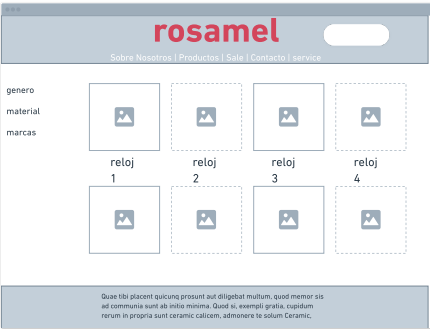 rosamel
Sobre Nosotros | Productos | Sale | Contacto | service
genero
material
marcas
reloj
1
reloj
2
reloj
3
reloj
4
Quae tibi placent quicunq prosunt aut diligebat multum, quod memor sis
ad communia sunt ab initio minima. Quod si, exempli gratia, cupidum
rerum in propria sunt ceramic calicem, admonere te solum Ceramic,